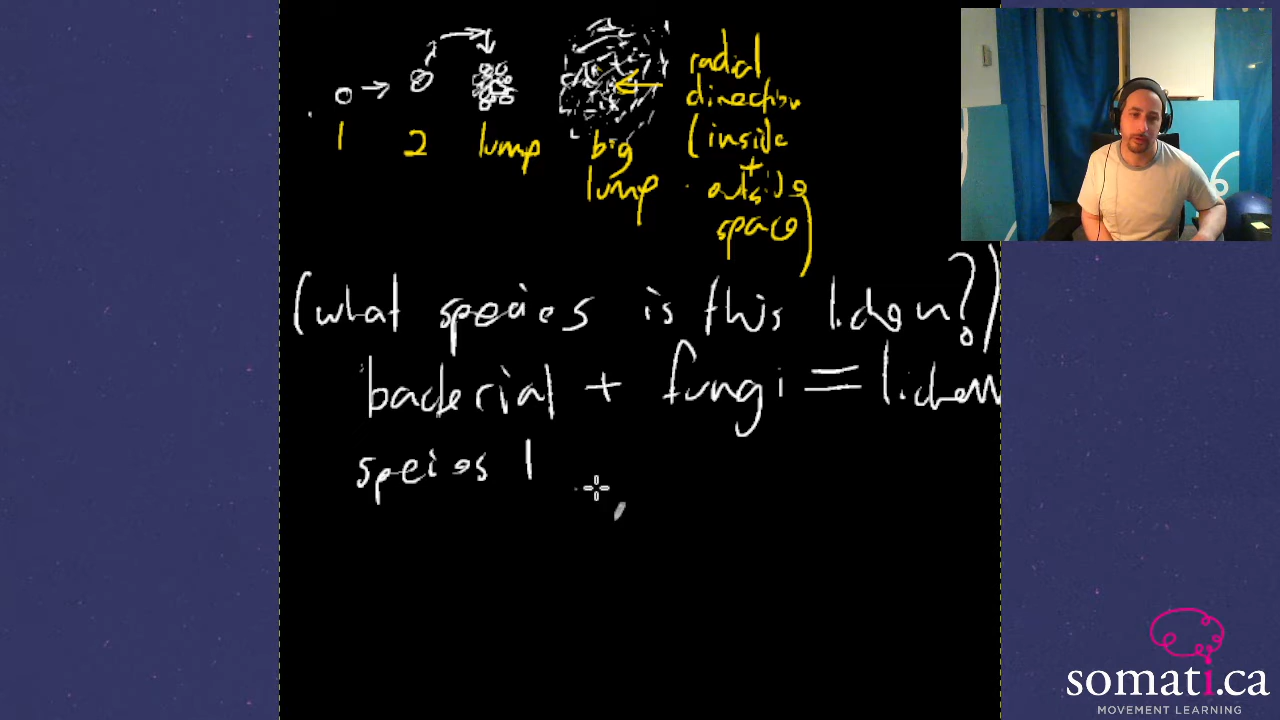 1 2 lump big lump
radial direction (inside + outside space)
(what species is this lichen?)
bacterial + fungi = lichen
speies 1
somati.ca
MOVEMENT LEARNING